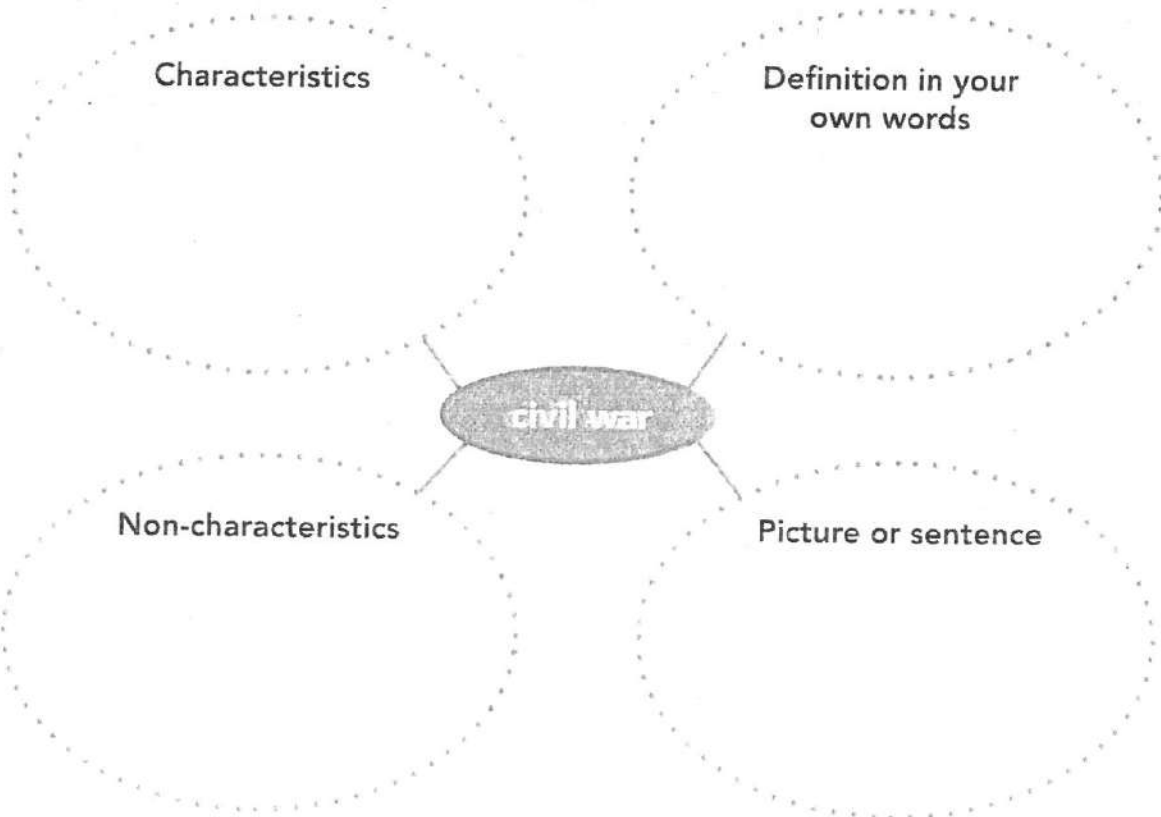 Characteristics
Definition in your
own words
civil war
Non-characteristics
Picture or sentence